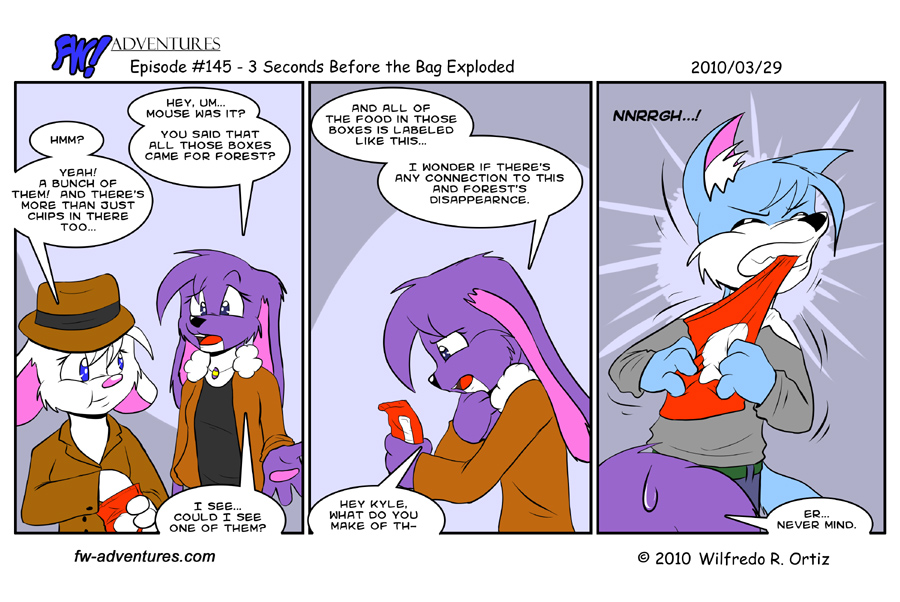 FW! ADVENTURES
Episode #145 - 3 Seconds Before the Bag Exploded
2010/03/29
HEY, UM...
MOUSE WAS IT?
YOU SAID THAT
ALL THOSE BOXES
CAME FOR FOREST?
HMM?
YEAH!
A BUNCH OF
THEM! AND THERE'S
MORE THAN JUST
CHIPS IN THERE
TOO...
I SEE...
COULD I SEE
ONE OF THEM?
AND ALL OF
THE FOOD IN THOSE
BOXES IS LABELED
LIKE THIS...
I WONDER IF THERE'S
ANY CONNECTION TO THIS
AND FOREST'S
DISAPPEARNCE.
HEY KYLE,
WHAT DO YOU
MAKE OF TH-
NNRRGH...!
ER...
NEVER MIND.
fw-adventures.com
© 2010 Wilfredo R. Ortiz